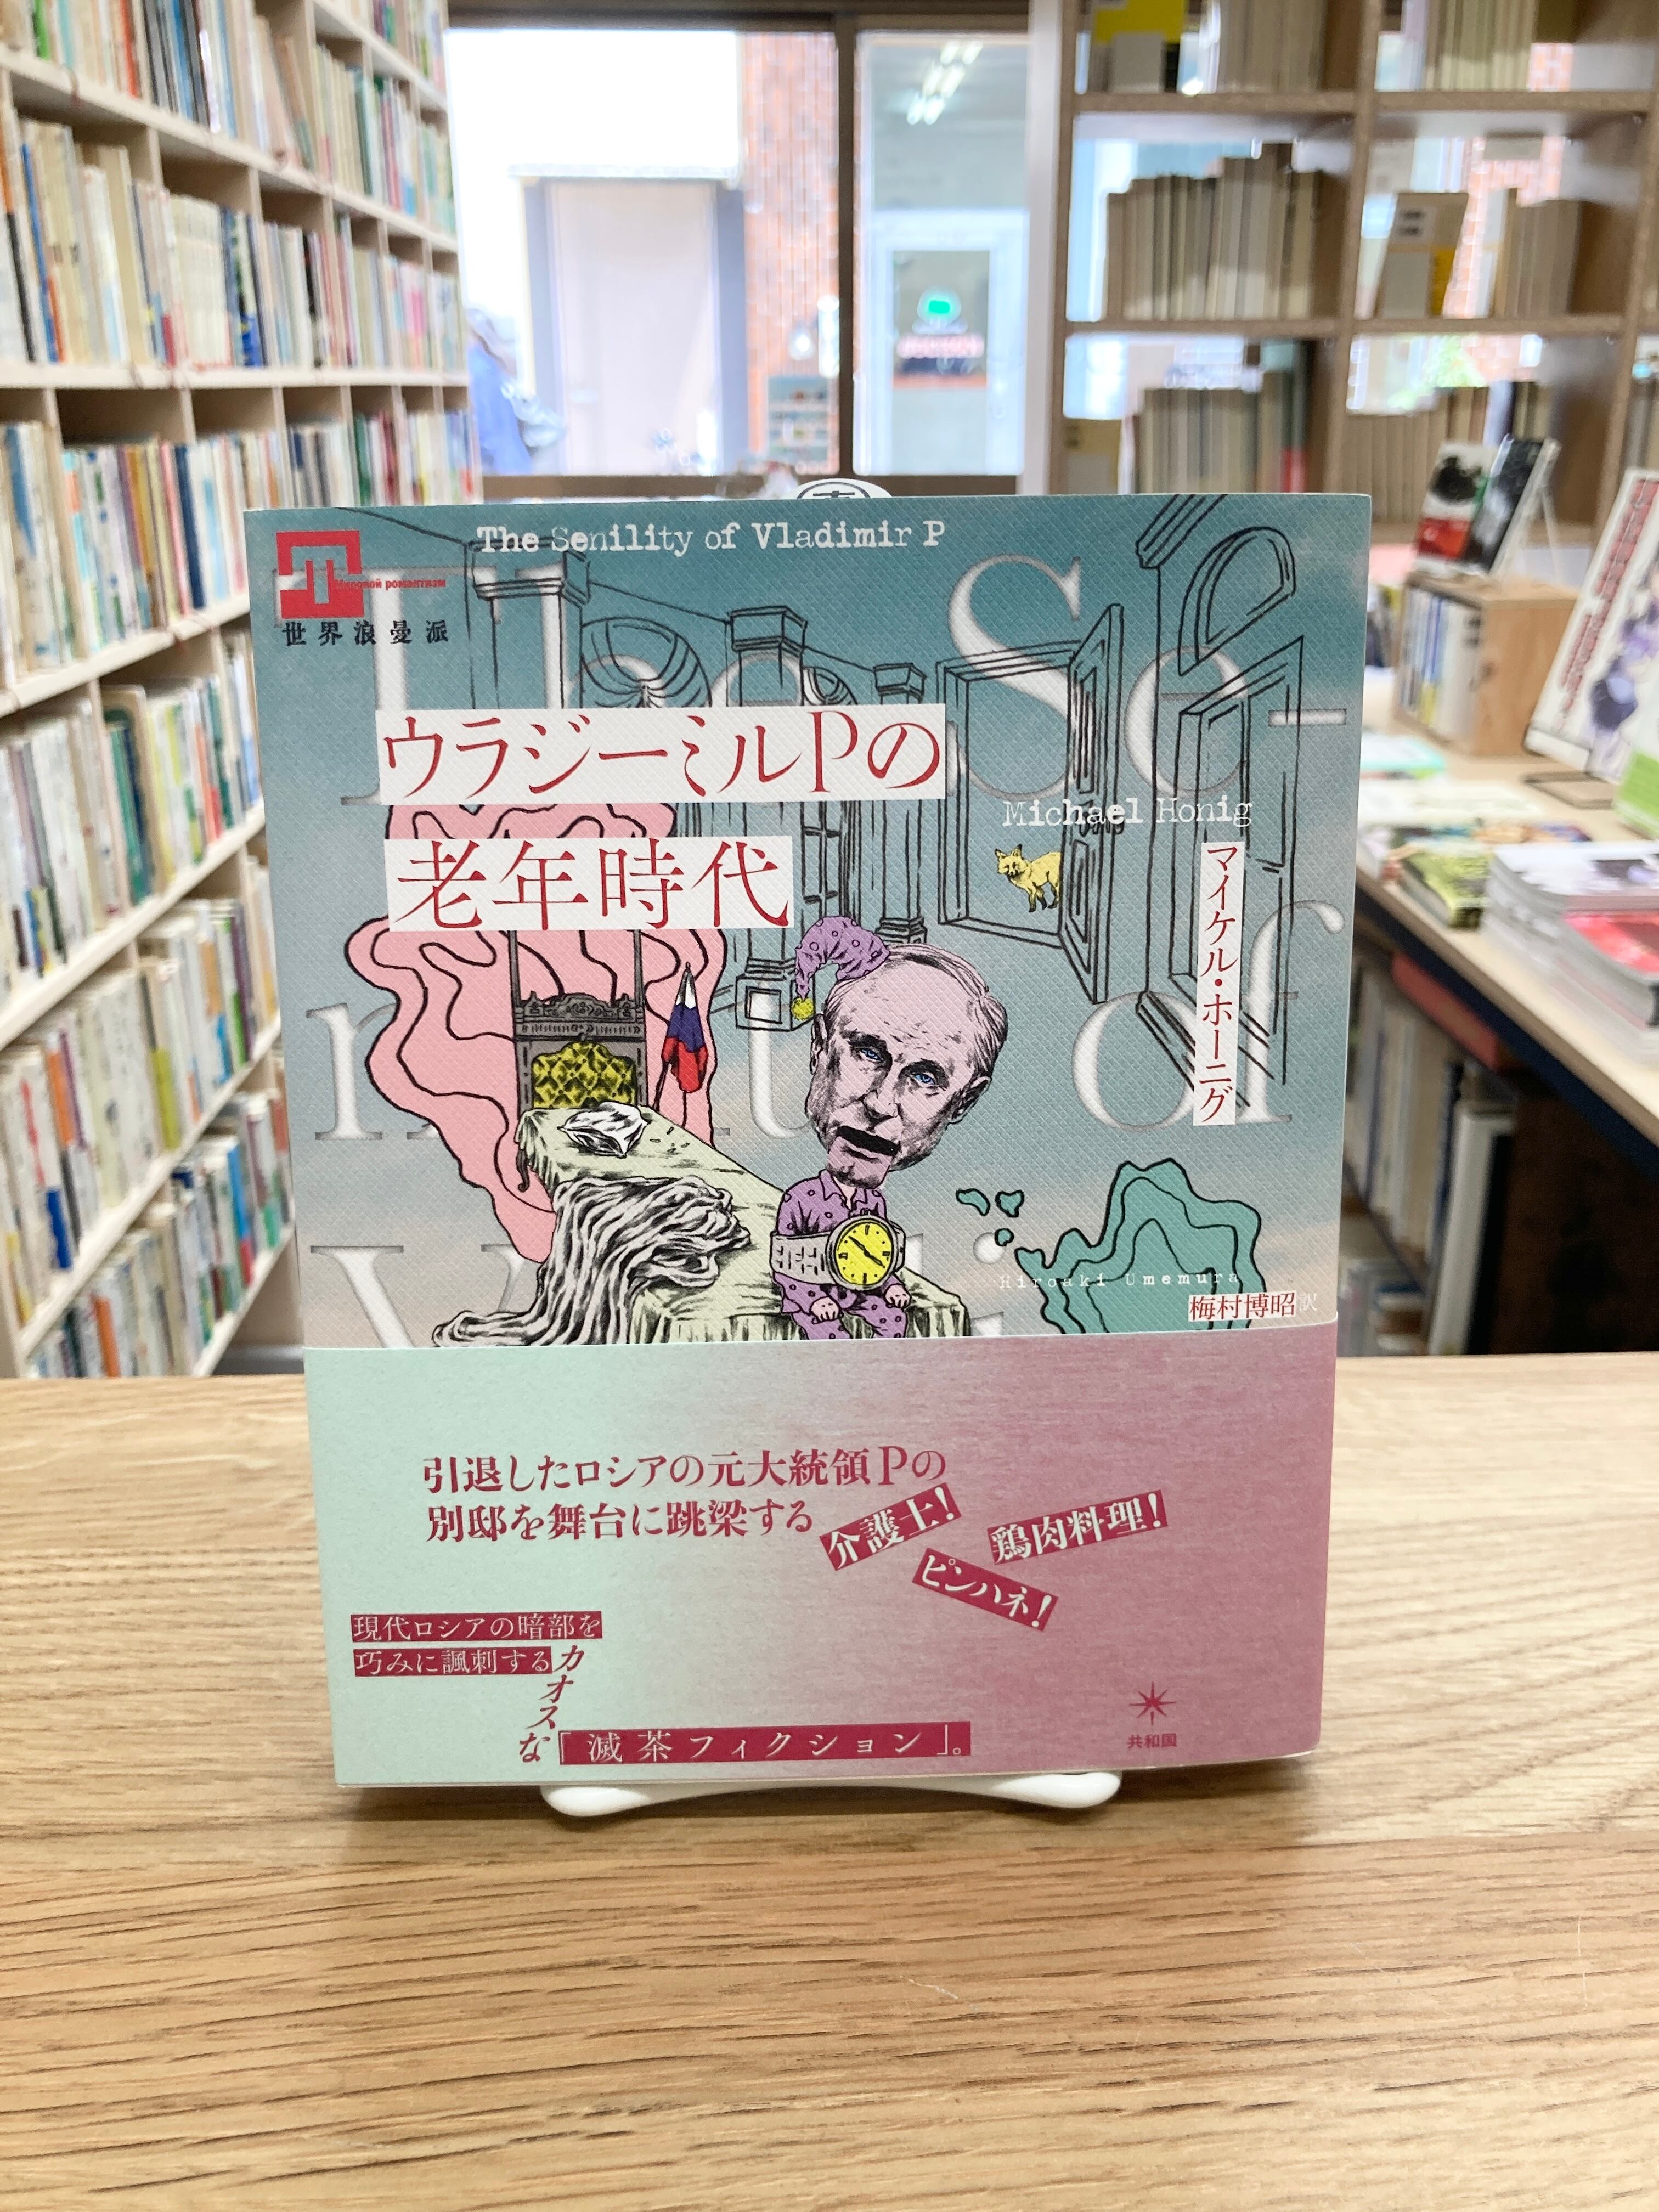 The Senility of Vladimir P
Мировой романтизм
世界浪曼派
The Se-
ウラジーミルPの
老年時代
Michael Honig
マイケル・ホーニグ
of
Hiroaki Umemura
梅村博昭訳
引退したロシアの元大統領Pの
別邸を舞台に跳梁する
介護士!
鶏肉料理!
ピンハネ!
現代ロシアの暗部を
巧みに諷刺する
カオスな
「滅茶フィクション」。
共和国